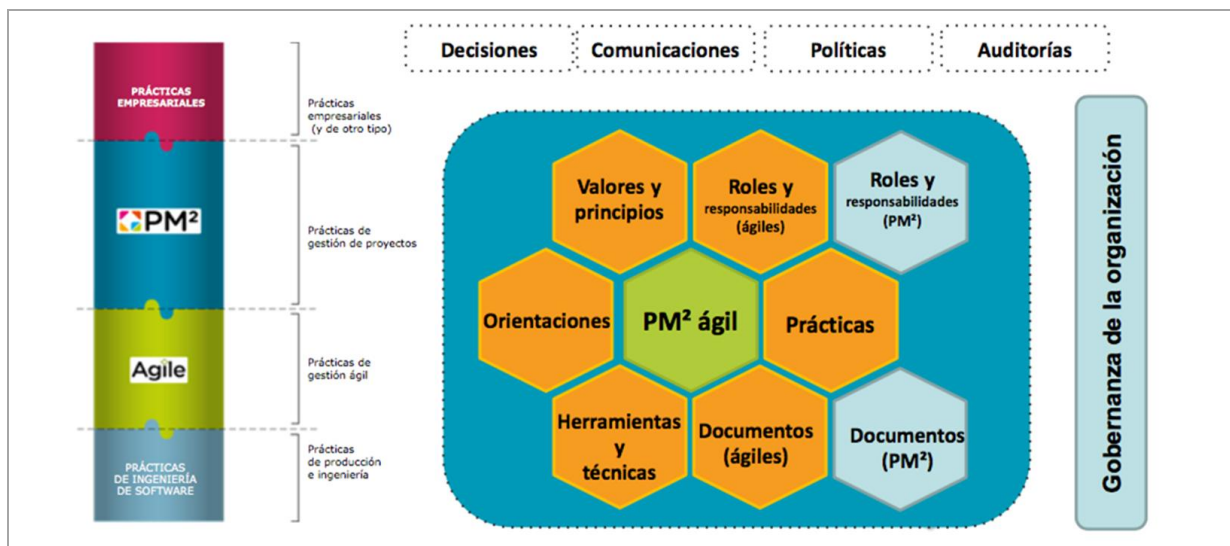 PRÁCTICAS
EMPRESARIALES
PM²
Agile
PRÁCTICAS
DE INGENIERÍA
DE SOFTWARE
Prácticas
empresariales
(y de otro tipo)
Prácticas de
gestión de proyectos
Prácticas de
gestión ágil
Prácticas
de producción
e ingeniería
Decisiones
Comunicaciones
Políticas
Auditorías
Valores y
principios
Roles y
responsabilidades
(ágiles)
Roles y
responsabilidades
(PM²)
Orientaciones
PM² ágil
Prácticas
Herramientas
y
técnicas
Documentos
(ágiles)
Documentos
(PM²)
Gobernanza de la organización